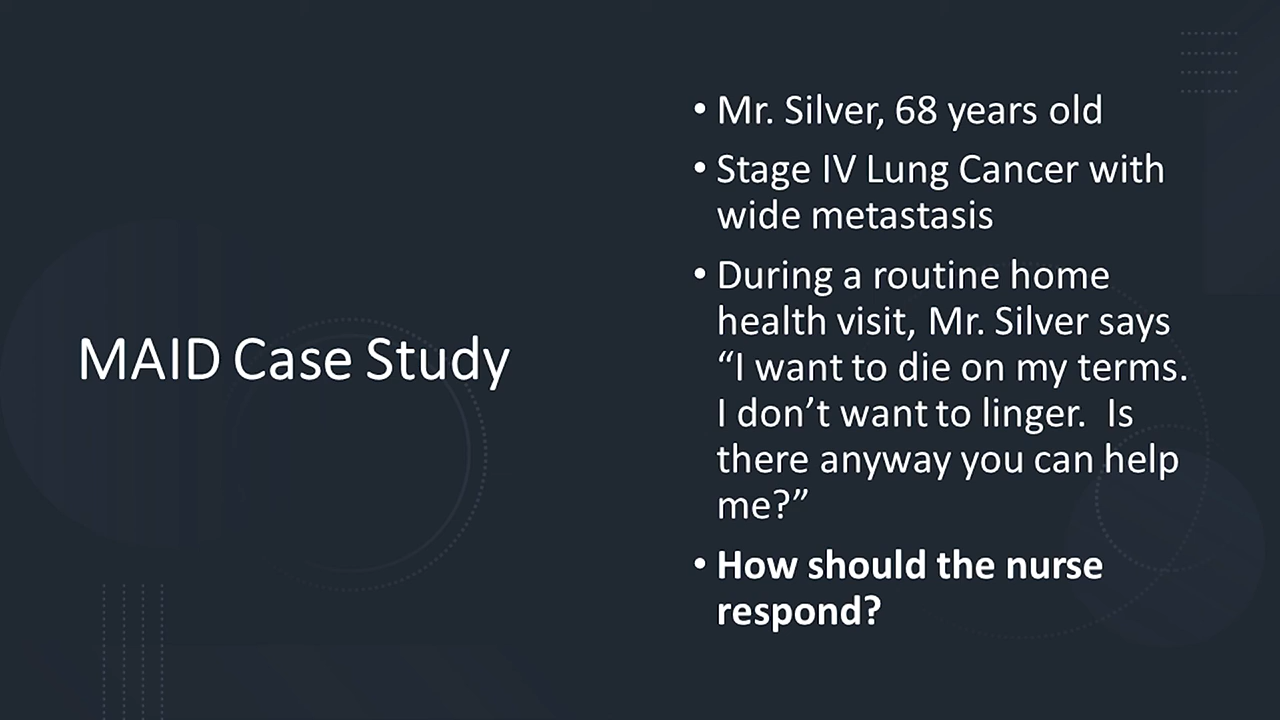 MAID Case Study
• Mr. Silver, 68 years old
• Stage IV Lung Cancer with
wide metastasis
• During a routine home
health visit, Mr. Silver says
“I want to die on my terms.
I don’t want to linger.  Is
there anyway you can help
me?”
• How should the nurse
respond?